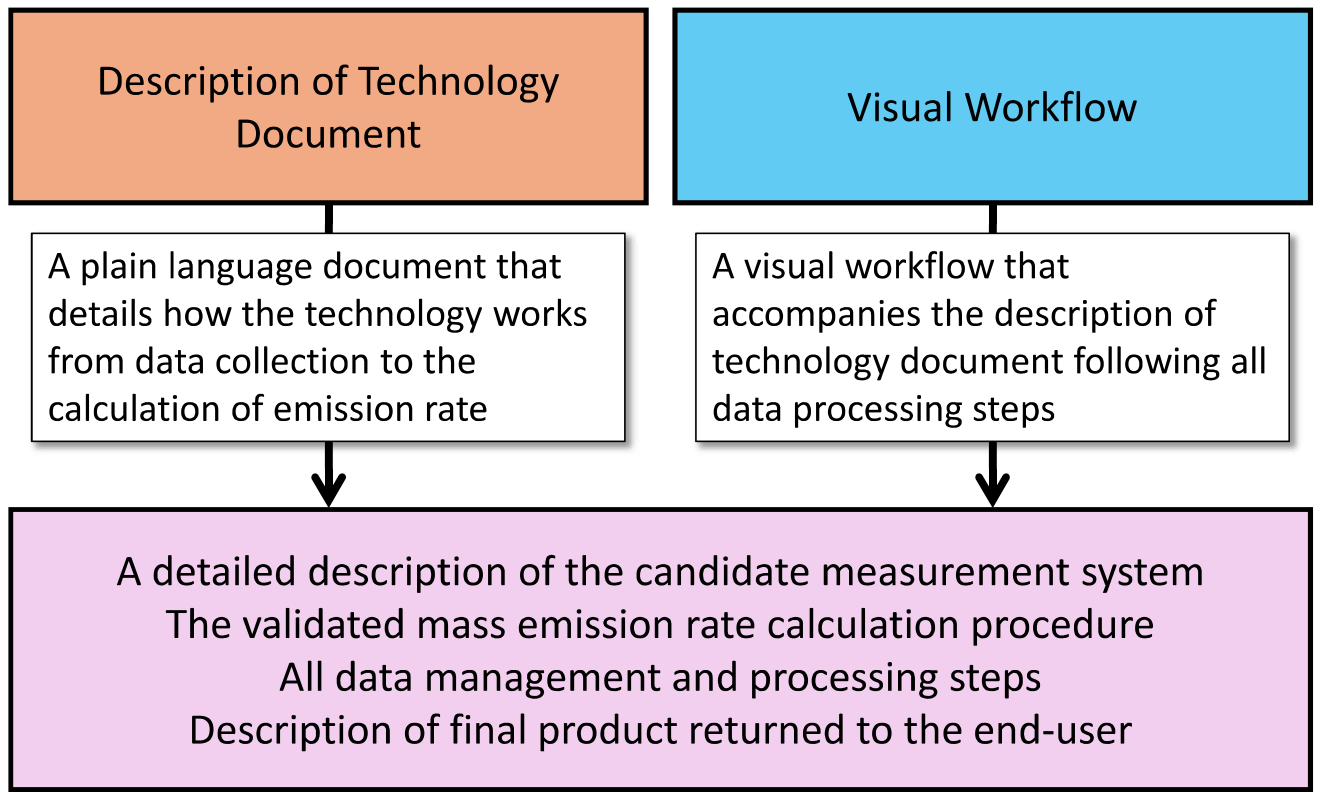 Description of Technology
Document
Visual Workflow
A plain language document that
details how the technology works
from data collection to the
calculation of emission rate
A visual workflow that
accompanies the description of
technology document following all
data processing steps
A detailed description of the candidate measurement system
The validated mass emission rate calculation procedure
All data management and processing steps
Description of final product returned to the end-user